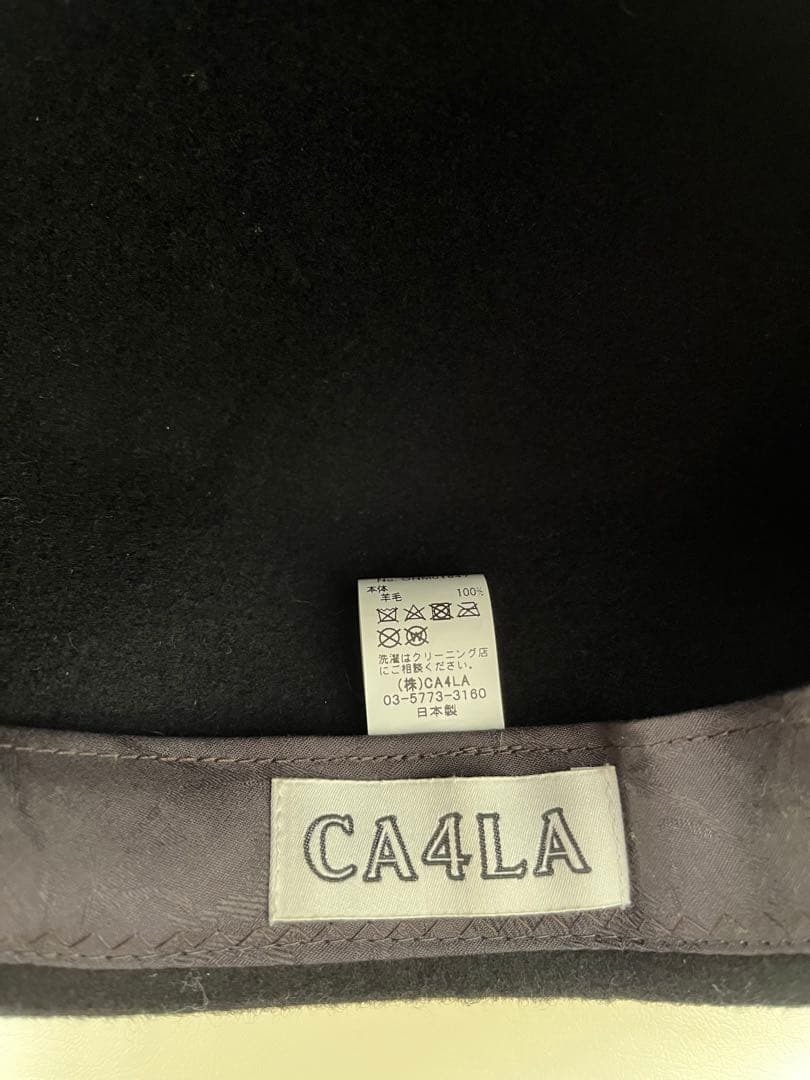 本体
羊毛 100%
洗濯はクリーニング店
にご相談ください。
(株)CA4LA
03-5773-3160
日本製
CA4LA